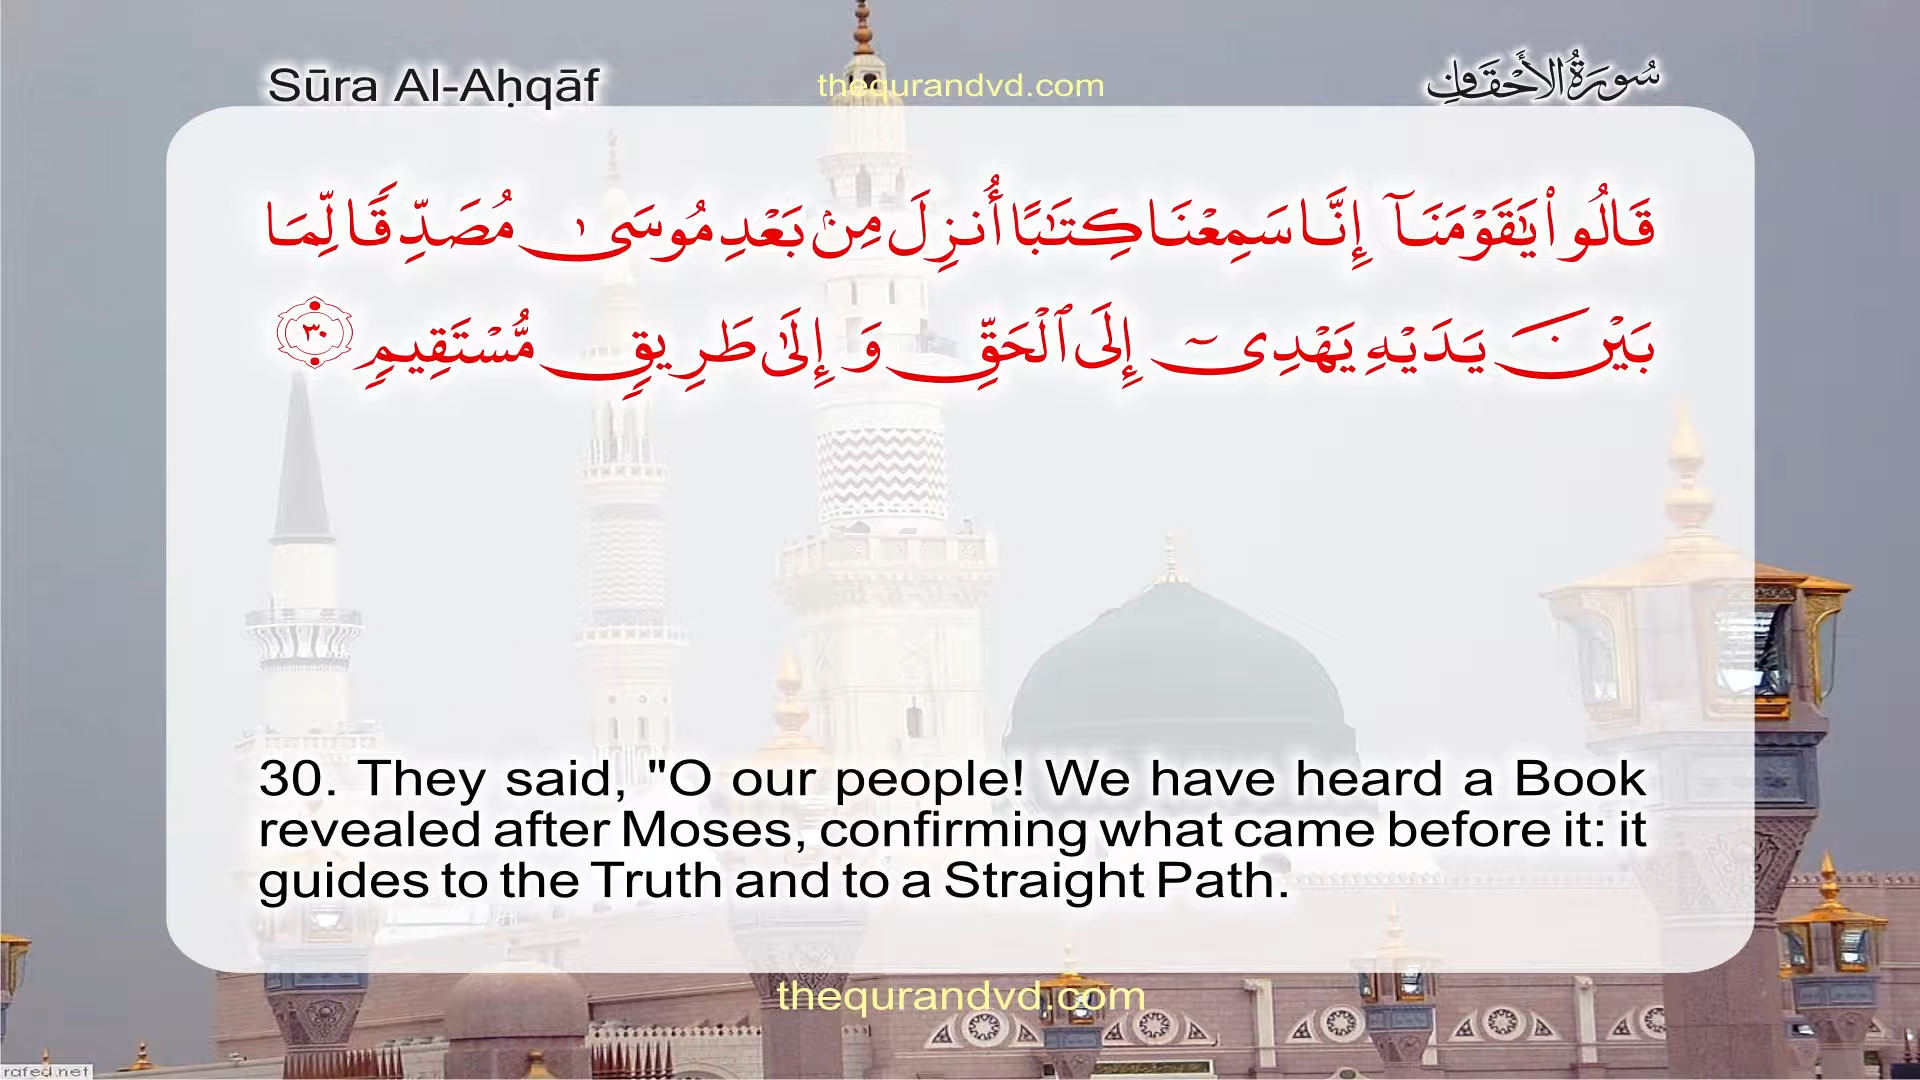 Sūra Al-Aḥqāf
thequrandvd.com
سُورَةُ الأَحْقَافِ
قَالُوا۟ يَٰقَوْمَنَآ إِنَّا سَمِعْنَا كِتَٰبًا أُنزِلَ مِنۢ بَعْدِ مُوسَىٰ مُصَدِّقًا لِّمَا
بَيْنَ يَدَيْهِ يَهْدِىٓ إِلَى ٱلْحَقِّ وَإِلَىٰ طَرِيقٍ مُّسْتَقِيمٍ ٣٠
30. They said, "O our people! We have heard a Book
revealed after Moses, confirming what came before it: it
guides to the Truth and to a Straight Path.
thequrandvd.com
rafed.net